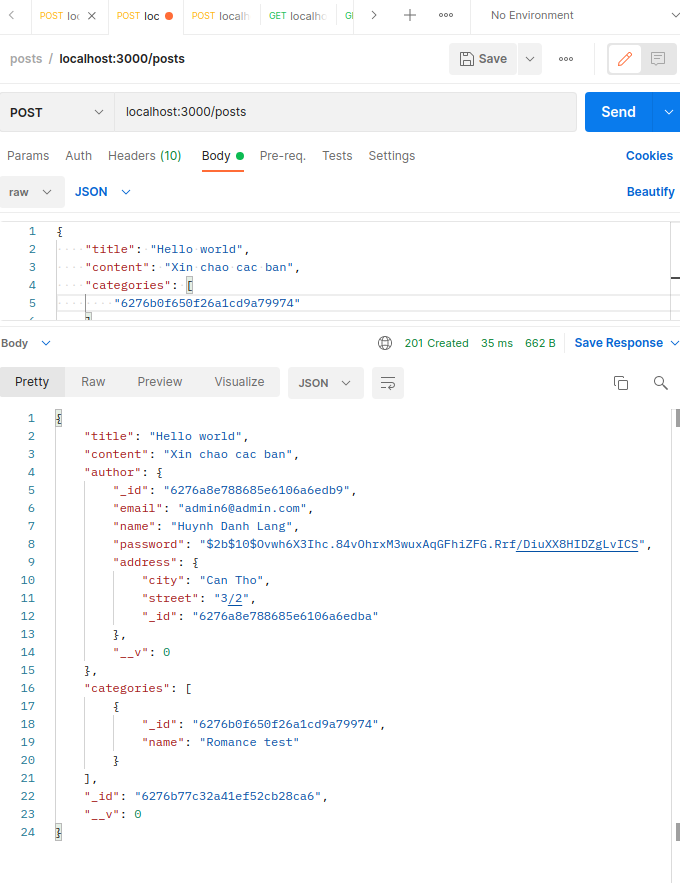 POST loc
POST loc
POST localh
GET localhc
No Environment
posts / localhost:3000/posts
Save
POST localhost:3000/posts Send
Params Auth Headers (10) Body Pre-req. Tests Settings Cookies
raw JSON Beautify
1 {
2 "title": "Hello world",
3 "content": "Xin chao cac ban",
4 "categories": [
5 "6276b0f650f26a1cd9a79974"
Body 201 Created 35 ms 662 B Save Response
Pretty Raw Preview Visualize JSON
1 {
2 "title": "Hello world",
3 "content": "Xin chao cac ban",
4 "author": {
5 "_id": "6276a8e788685e6106a6edb9",
6 "email": "admin6@admin.com",
7 "name": "Huynh Danh Lang",
8 "password": "$2b$10$Ovwh6X3Ihc.84vOhrxM3wuxAqGFhiZFG.Rrf/DiuXX8HIDZgLvICS",
9 "address": {
10 "city": "Can Tho",
11 "street": "3/2",
12 "_id": "6276a8e788685e6106a6edba"
13 },
14 "__v": 0
15 },
16 "categories": [
17 {
18 "_id": "6276b0f650f26a1cd9a79974",
19 "name": "Romance test"
20 }
21 ],
22 "_id": "6276b77c32a41ef52cb28ca6",
23 "__v": 0
24 }